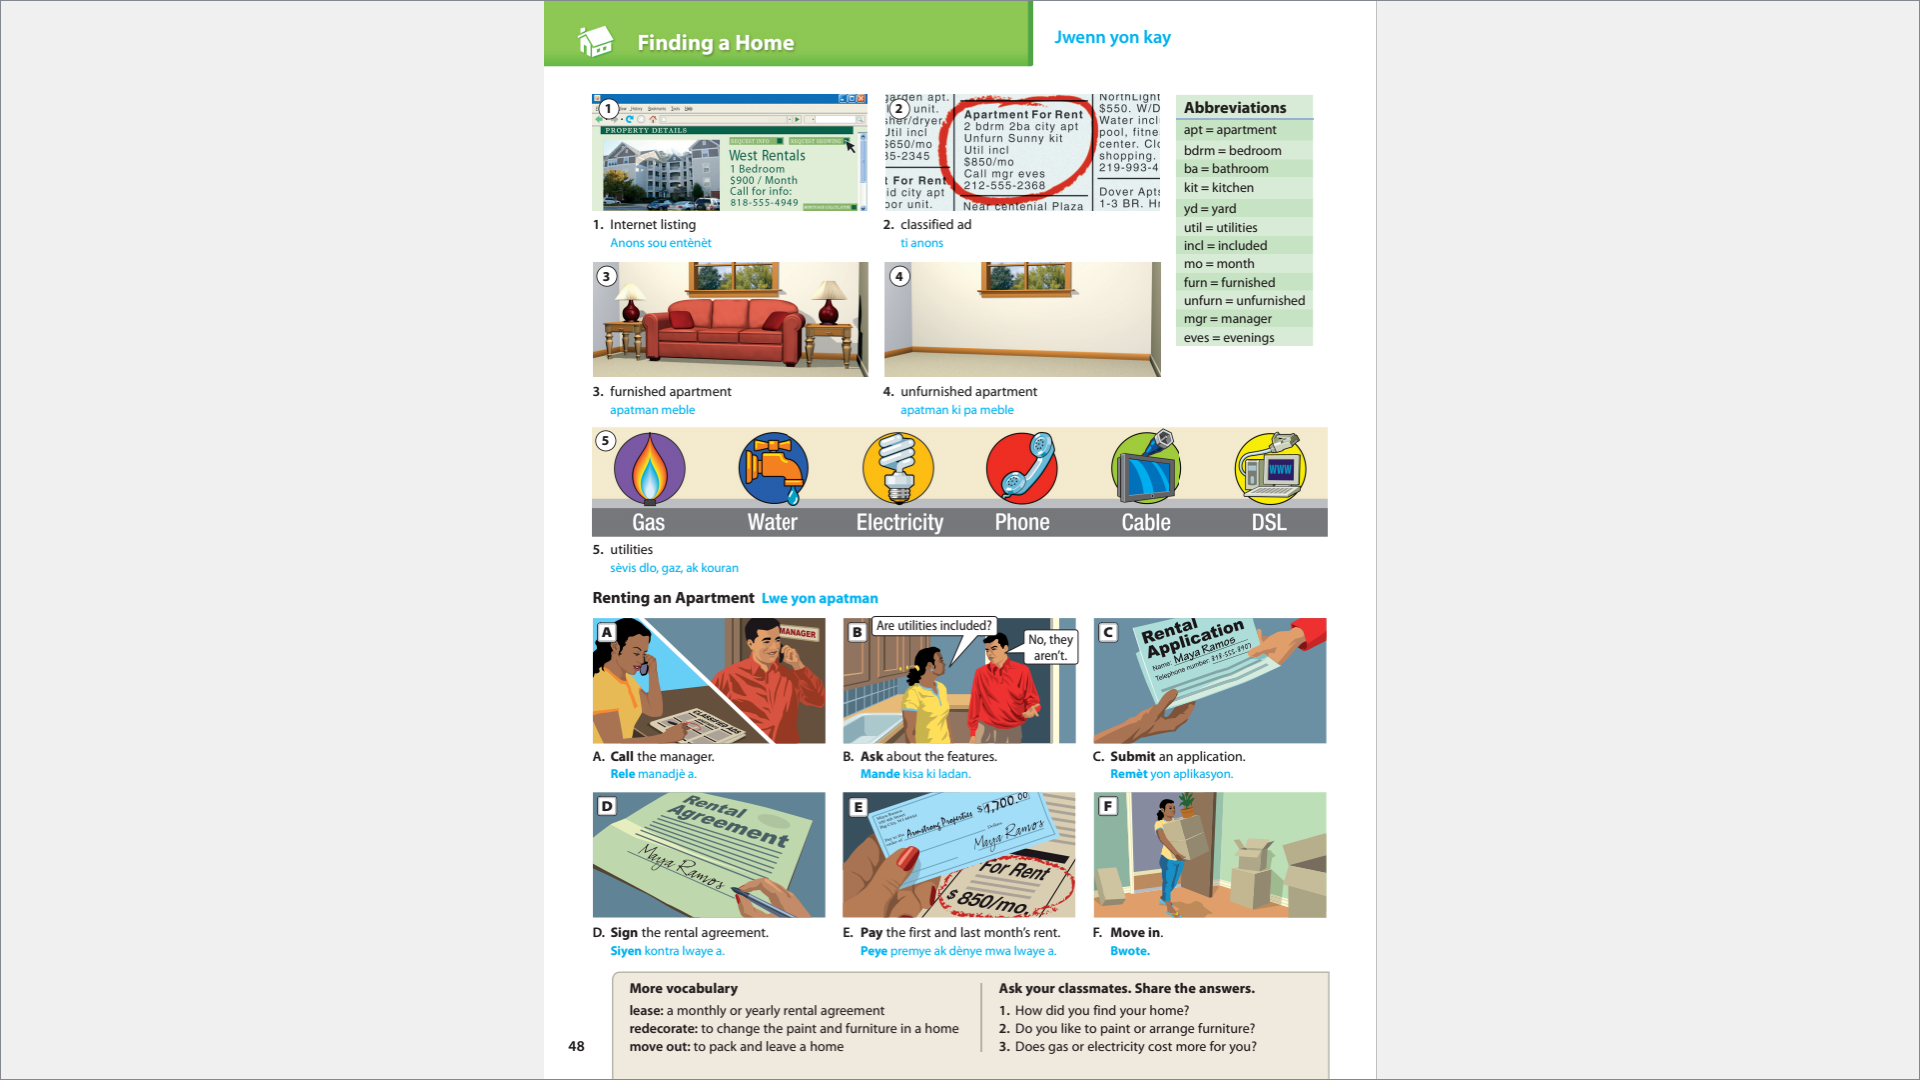 Finding a Home
Jwenn yon kay
1
PROPERTY DETAILS
REQUEST INFO
REQUEST SHOWING
West Rentals
1 Bedroom
$900 / Month
Call for info:
818-555-4949
1. Internet listing
Anons sou entènèt
2
garden apt.
unit.
her/dryer
Util incl
$650/mo
35-2345
t For Rent
id city apt
oor unit.
Apartment For Rent
2 bdrm 2ba city apt
Unfurn Sunny kit
Util incl
$850/mo
Call mgr eves
212-555-2368
Near centenial Plaza
NorthLight
$550. W/D
Water incl
pool, fitne
center. Clo
shopping.
219-993-4
Dover Apts
1-3 BR. Hr
2. classified ad
ti anons
Abbreviations
apt = apartment
bdrm = bedroom
ba = bathroom
kit = kitchen
yd = yard
util = utilities
incl = included
mo = month
furn = furnished
unfurn = unfurnished
mgr = manager
eves = evenings
3
3. furnished apartment
apatman meble
4
4. unfurnished apartment
apatman ki pa meble
5
WWW
Gas Water Electricity Phone Cable DSL
5. utilities
sèvis dlo, gaz, ak kouran
Renting an Apartment Lwe yon apatman
A
MANAGER
CLASSIFIED ADS
A. Call the manager.
Rele manadjè a.
B
Are utilities included?
No, they
aren't.
B. Ask about the features.
Mande kisa ki ladan.
C
Rental
Application
Name: Maya Ramos
Telephone number: 818-555-8407
C. Submit an application.
Remèt yon aplikasyon.
D
Rental
Agreement
Maya Ramos
D. Sign the rental agreement.
Siyen kontra lwaye a.
E
$1,700.00
Armstrong Properties
Dollars
Maya Ramos
For Rent
$850/mo.
E. Pay the first and last month's rent.
Peye premye ak dènye mwa lwaye a.
F
F. Move in.
Bwote.
More vocabulary
lease: a monthly or yearly rental agreement
redecorate: to change the paint and furniture in a home
move out: to pack and leave a home
Ask your classmates. Share the answers.
1. How did you find your home?
2. Do you like to paint or arrange furniture?
3. Does gas or electricity cost more for you?
48